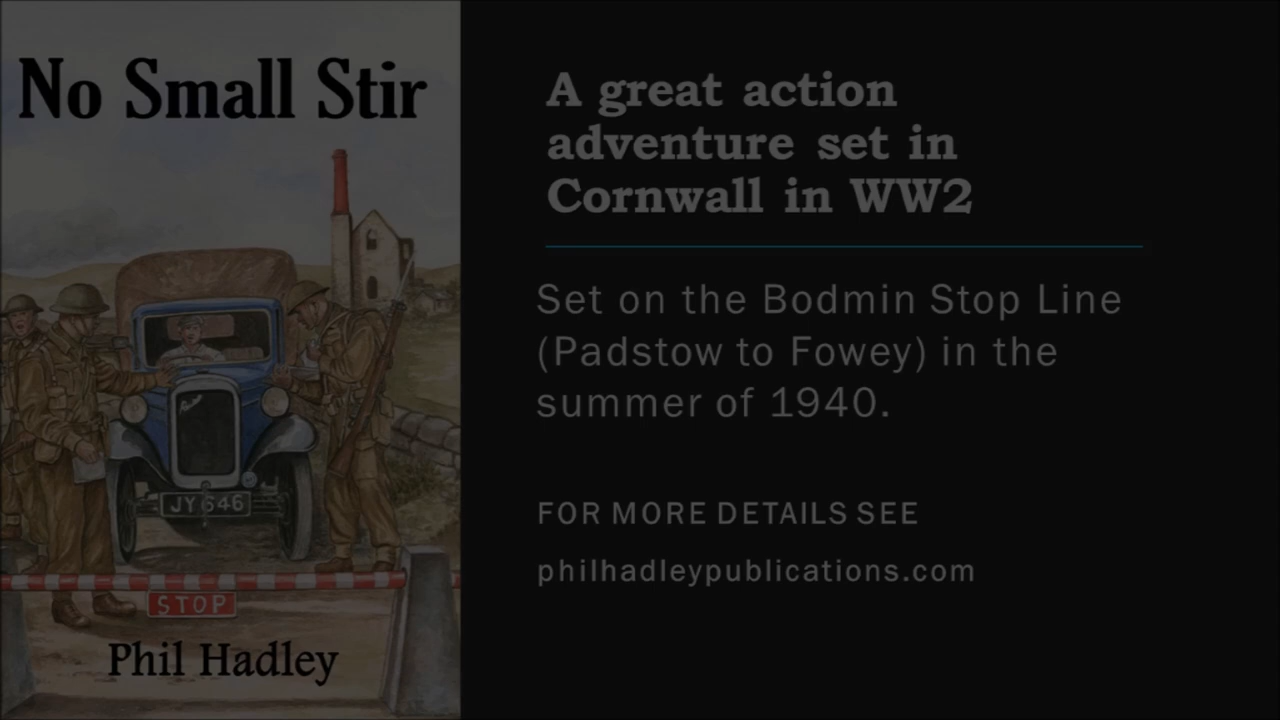 No Small Stir
JY 646
STOP
Phil Hadley
A great action
adventure set in
Cornwall in WW2
Set on the Bodmin Stop Line
(Padstow to Fowey) in the
summer of 1940.
FOR MORE DETAILS SEE
philhadleypublications.com